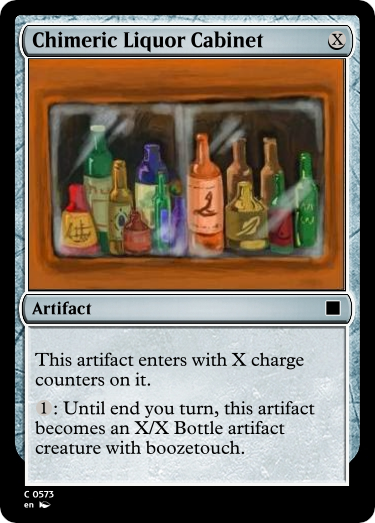 Chimeric Liquor Cabinet X
Artifact
This artifact enters with X charge
counters on it.
1: Until end you turn, this artifact
becomes an X/X Bottle artifact
creature with boozetouch.
C 0573
en